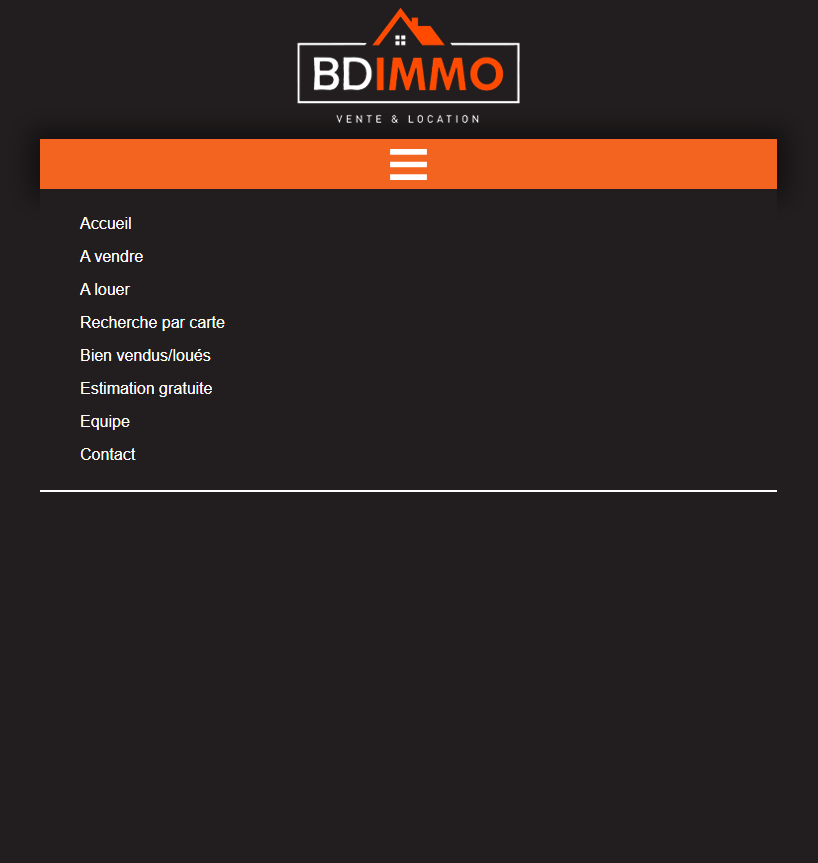 BDIMMO
VENTE & LOCATION
Accueil
A vendre
A louer
Recherche par carte
Bien vendus/loués
Estimation gratuite
Equipe
Contact